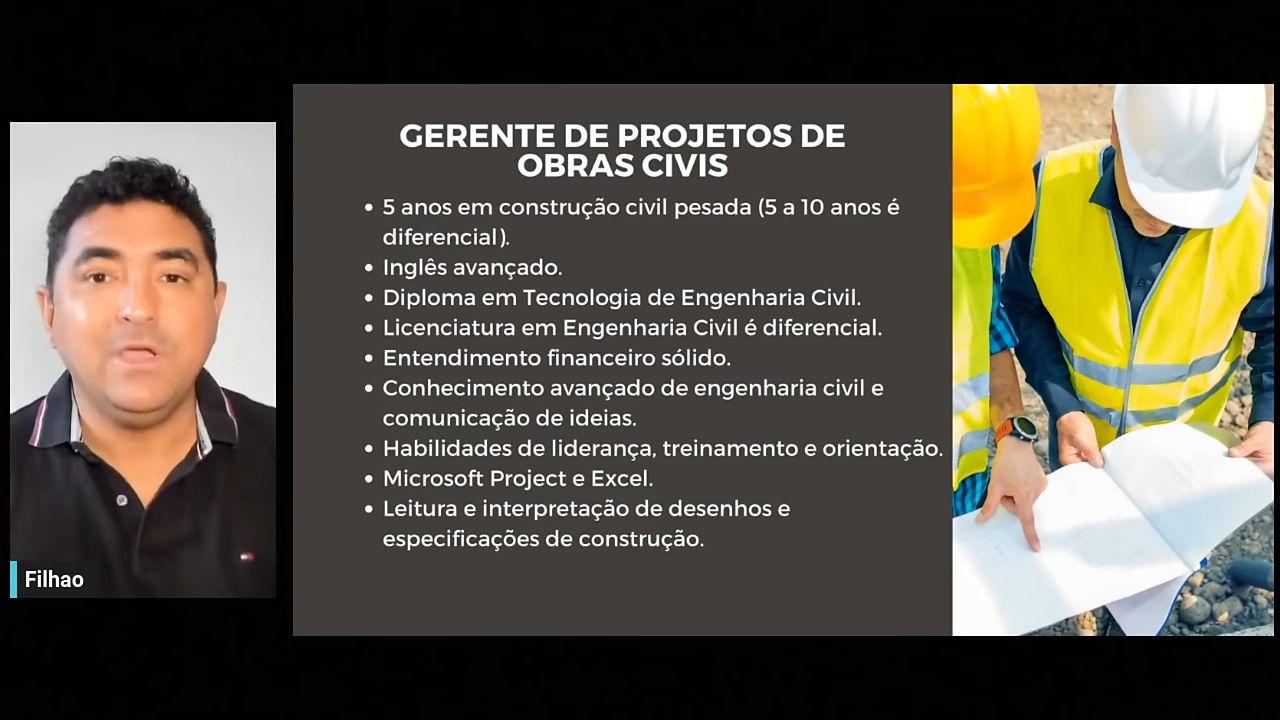 GERENTE DE PROJETOS DE
OBRAS CIVIS
• 5 anos em construção civil pesada (5 a 10 anos é
diferencial).
• Inglês avançado.
• Diploma em Tecnologia de Engenharia Civil.
• Licenciatura em Engenharia Civil é diferencial.
• Entendimento financeiro sólido.
• Conhecimento avançado de engenharia civil e
comunicação de ideias.
• Habilidades de liderança, treinamento e orientação.
• Microsoft Project e Excel.
• Leitura e interpretação de desenhos e
especificações de construção.
Filhao